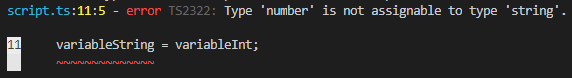 script.ts:11:5 - error TS2322: Type 'number' is not assignable to type 'string'.
11     variableString = variableInt;
~~~~~~~~~~~~~~